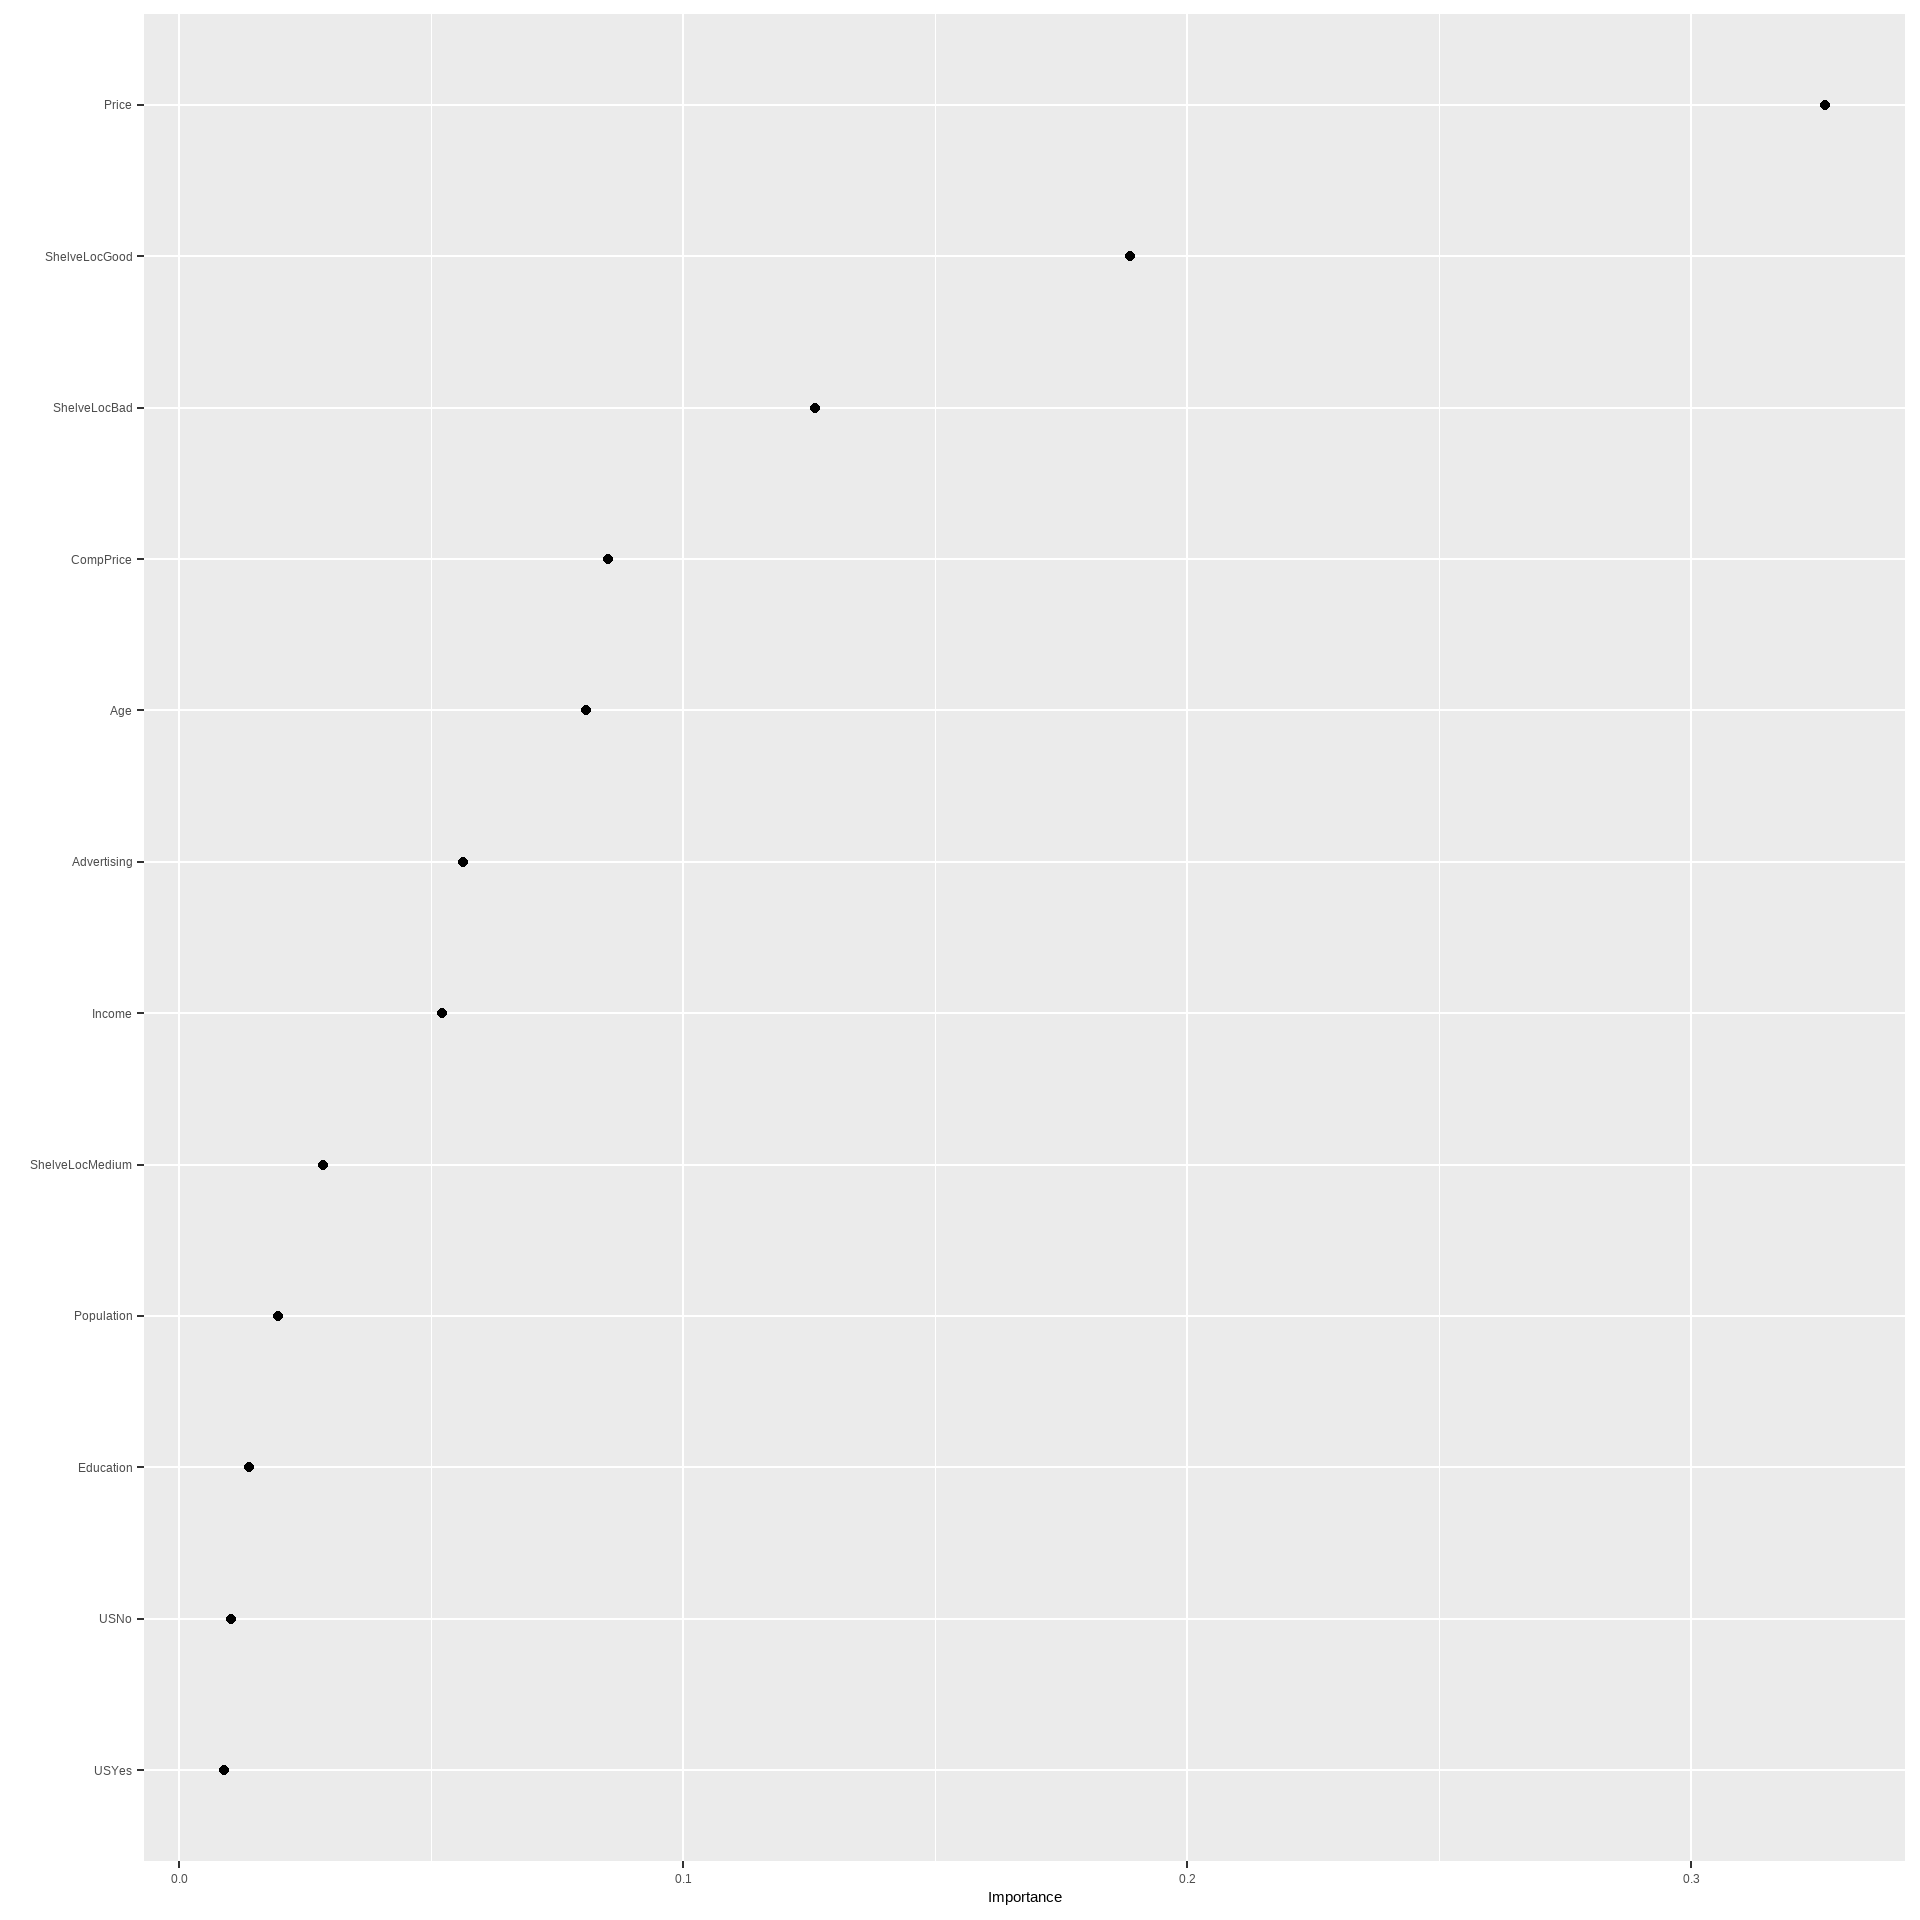 Price
ShelveLocGood
ShelveLocBad
CompPrice
Age
Advertising
Income
ShelveLocMedium
Population
Education
USNo
USYes
0.0 0.1 0.2 0.3
Importance